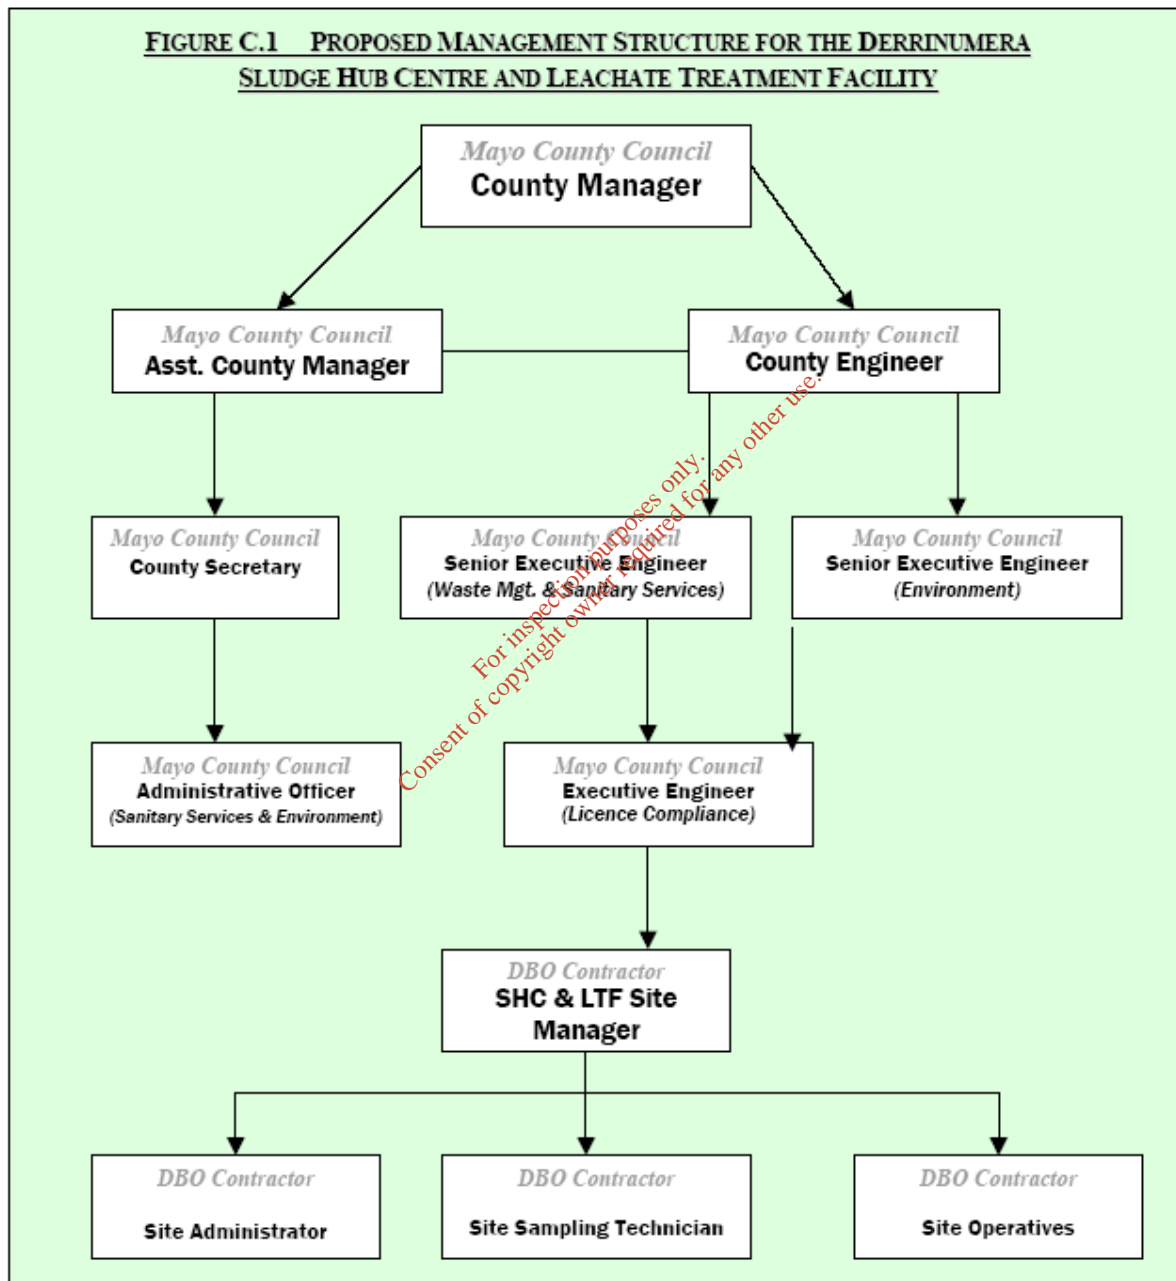 FIGURE C.1 PROPOSED MANAGEMENT STRUCTURE FOR THE DERRINUMERA
SLUDGE HUB CENTRE AND LEACHATE TREATMENT FACILITY
Mayo County Council
County Manager
Mayo County Council
Asst. County Manager
Mayo County Council
County Engineer
Mayo County Council
County Secretary
Mayo County Council
Senior Executive Engineer
(Waste Mgt. & Sanitary Services)
Mayo County Council
Senior Executive Engineer
(Environment)
For inspection purposes only.
Consent of copyright owner required for any other use.
Mayo County Council
Administrative Officer
(Sanitary Services & Environment)
Mayo County Council
Executive Engineer
(Licence Compliance)
DBO Contractor
SHC & LTF Site
Manager
DBO Contractor
Site Administrator
DBO Contractor
Site Sampling Technician
DBO Contractor
Site Operatives